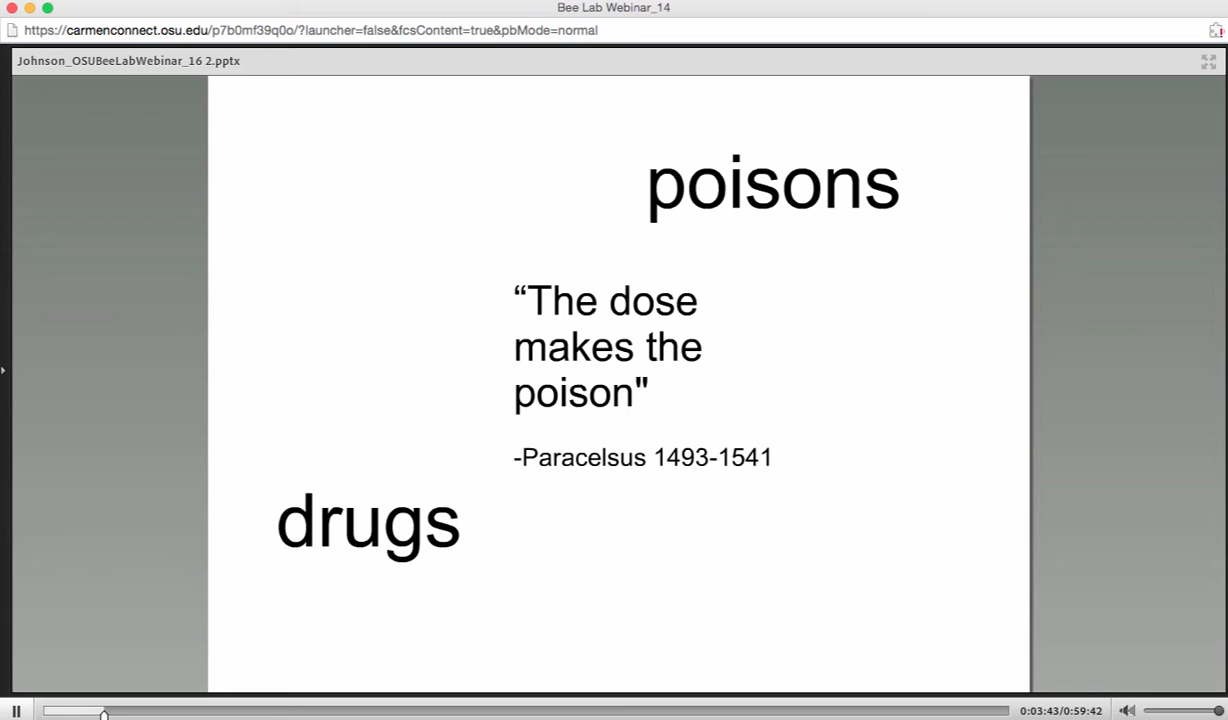 Bee Lab Webinar_14
https://carmenconnect.osu.edu/p7b0mf39q0o/?launcher=false&fcsContent=true&pbMode=normal
Johnson_OSUBeeLabWebinar_16 2.pptx
poisons
“The dose
makes the
poison"
-Paracelsus 1493-1541
drugs
0:03:43/0:59:42